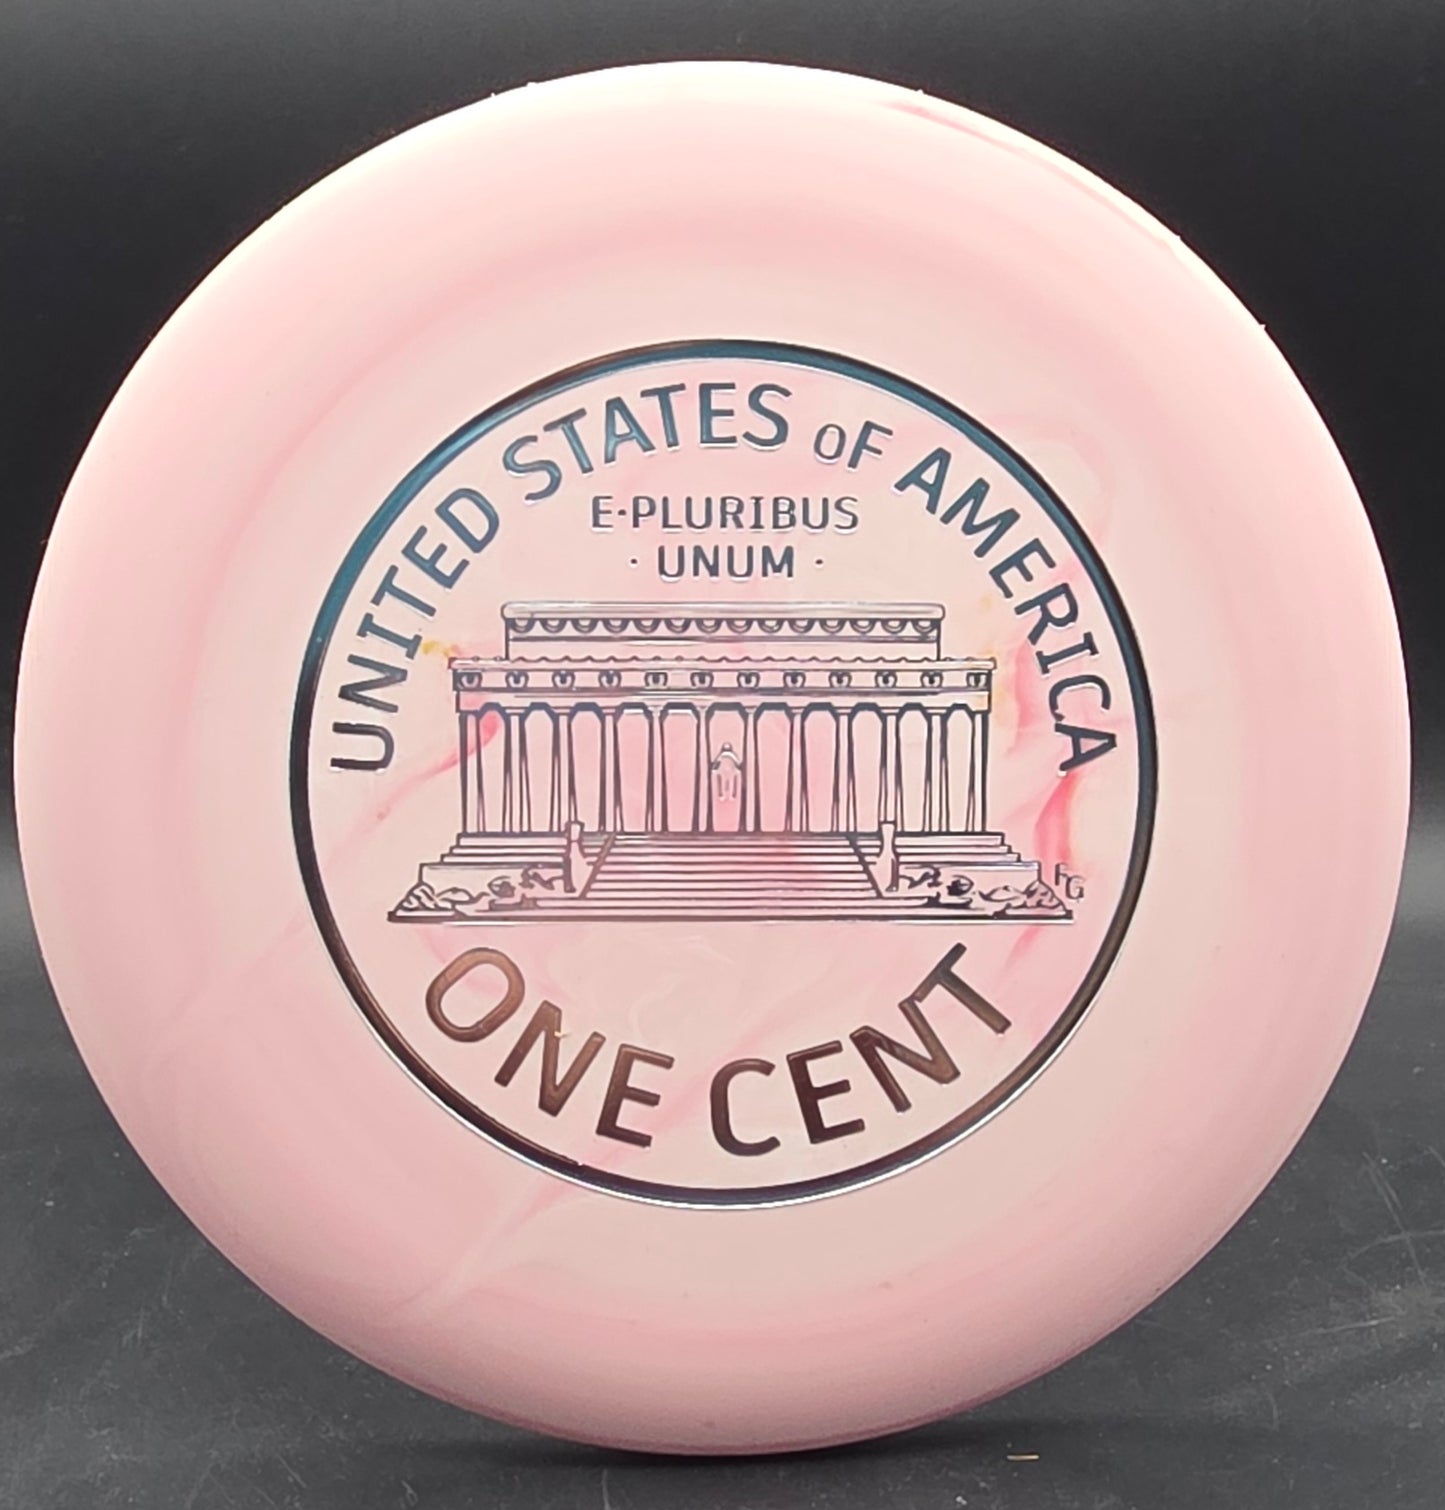 UNITED STATES OF AMERICA
E·PLURIBUS
· UNUM ·
FG
ONE CENT